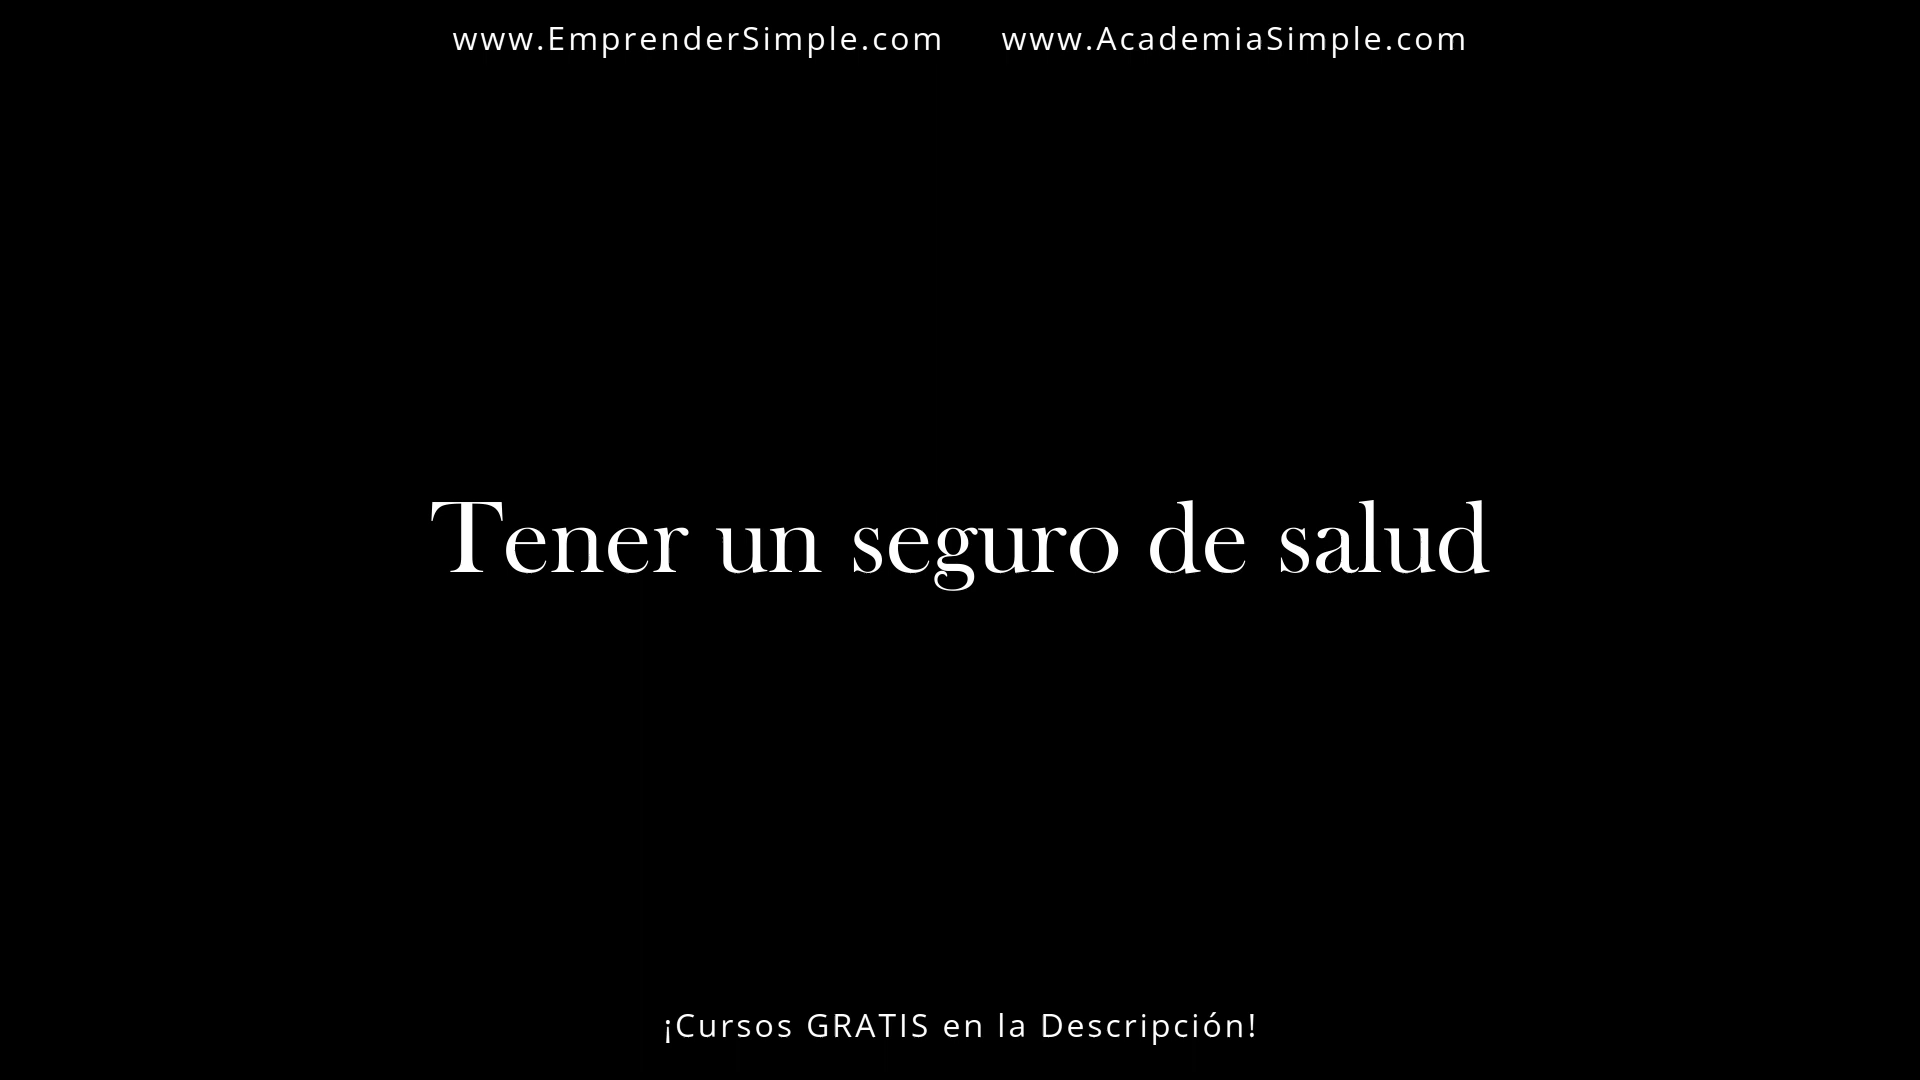 www.EmprenderSimple.com www.AcademiaSimple.com
Tener un seguro de salud
¡Cursos GRATIS en la Descripción!